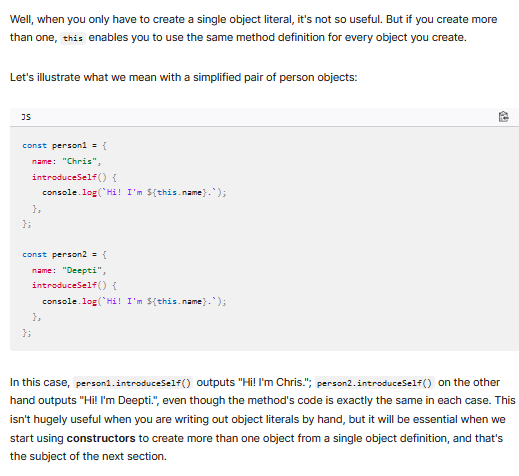 Well, when you only have to create a single object literal, it's not so useful. But if you create more
than one, this enables you to use the same method definition for every object you create.
Let's illustrate what we mean with a simplified pair of person objects:
JS
const person1 = {
  name: "Chris",
  introduceSelf() {
    console.log(`Hi! I'm ${this.name}.`);
  },
};
const person2 = {
  name: "Deepti",
  introduceSelf() {
    console.log(`Hi! I'm ${this.name}.`);
  },
};
In this case, person1.introduceSelf() outputs "Hi! I'm Chris."; person2.introduceSelf() on the other
hand outputs "Hi! I'm Deepti.", even though the method's code is exactly the same in each case. This
isn't hugely useful when you are writing out object literals by hand, but it will be essential when we
start using constructors to create more than one object from a single object definition, and that's
the subject of the next section.